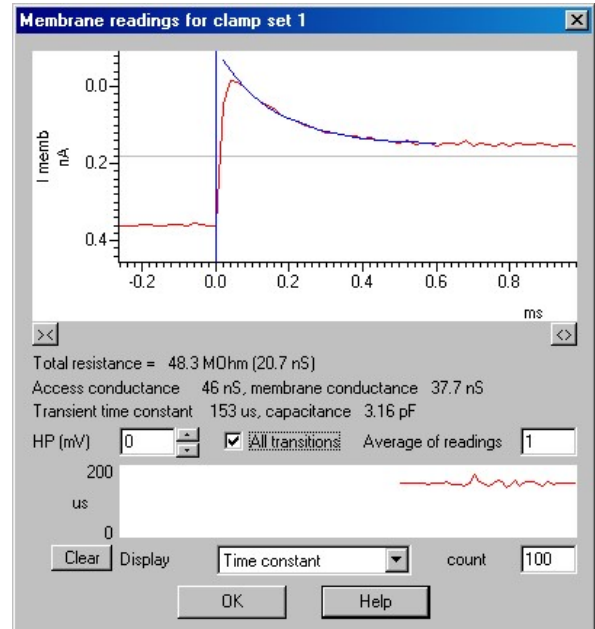 Membrane readings for clamp set 1
I memb
nA
0.0
0.2
0.4
-0.2 0.0 0.2 0.4 0.6 0.8
ms
>< <>
Total resistance = 48.3 MOhm (20.7 nS)
Access conductance 46 nS, membrane conductance 37.7 nS
Transient time constant 153 us, capacitance 3.16 pF
HP (mV) 0 All transitions Average of readings 1
200
us
0
Clear Display Time constant count 100
OK Help